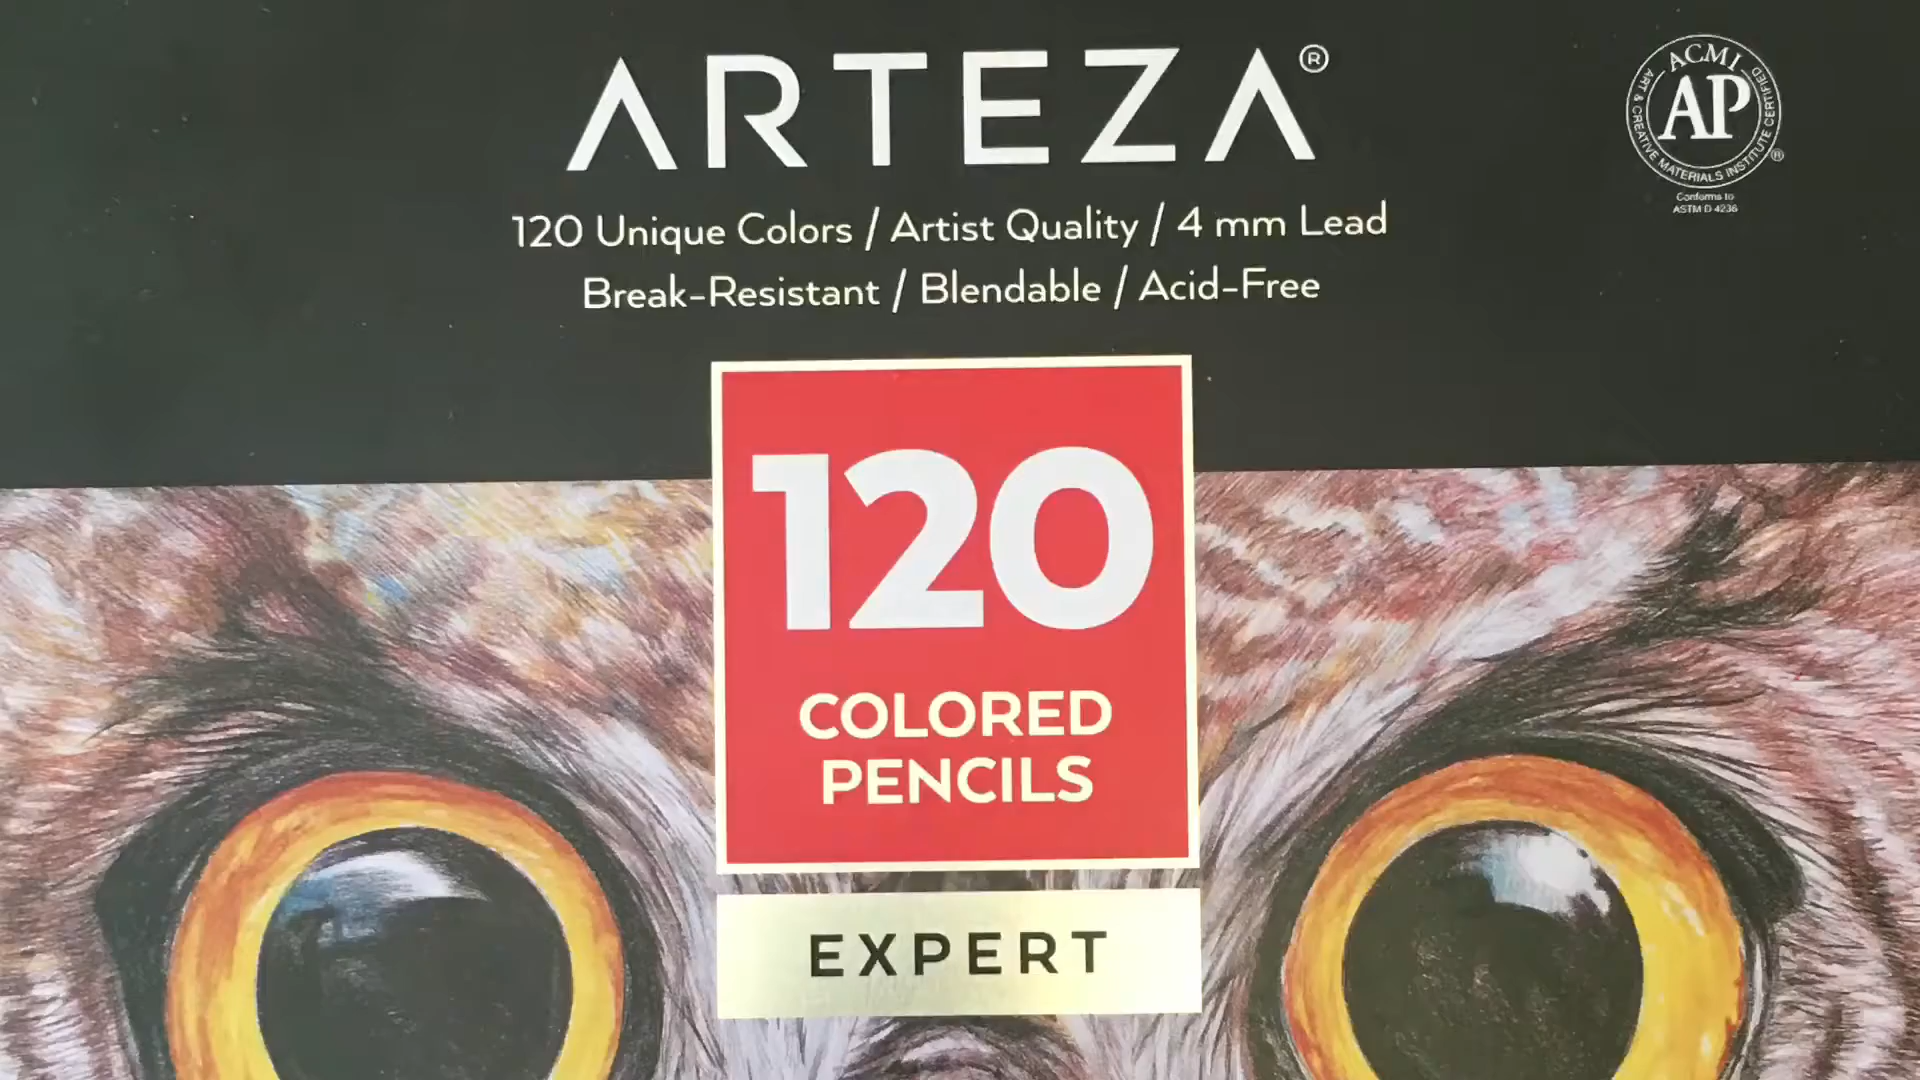 ARTEZA®
120 Unique Colors / Artist Quality / 4 mm Lead
Break-Resistant / Blendable / Acid-Free
ACMI
AP
ART & CREATIVE MATERIALS INSTITUTE CERTIFIED
®
Conforms to
ASTM D 4236
120
COLORED
PENCILS
EXPERT